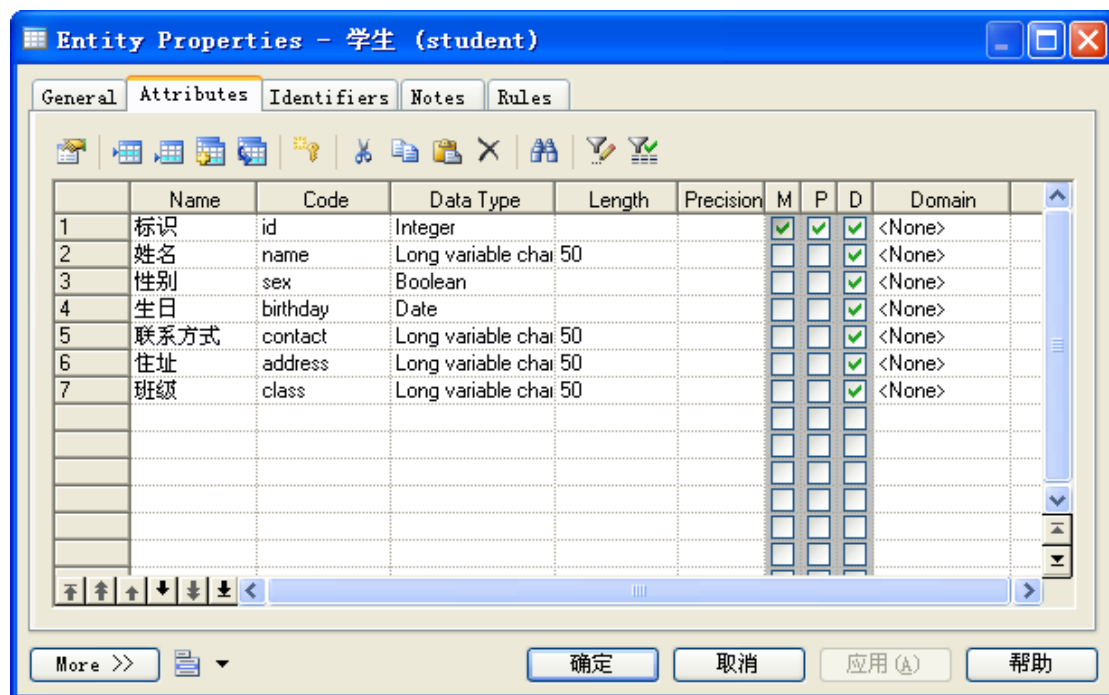 Entity Properties - 学生 (student)
General Attributes Identifiers Notes Rules
Name Code Data Type Length Precision M P D Domain
1 标识 id Integer <None>
2 姓名 name Long variable char 50 <None>
3 性别 sex Boolean <None>
4 生日 birthday Date <None>
5 联系方式 contact Long variable char 50 <None>
6 住址 address Long variable char 50 <None>
7 班级 class Long variable char 50 <None>
More >> 确定 取消 应用(A) 帮助